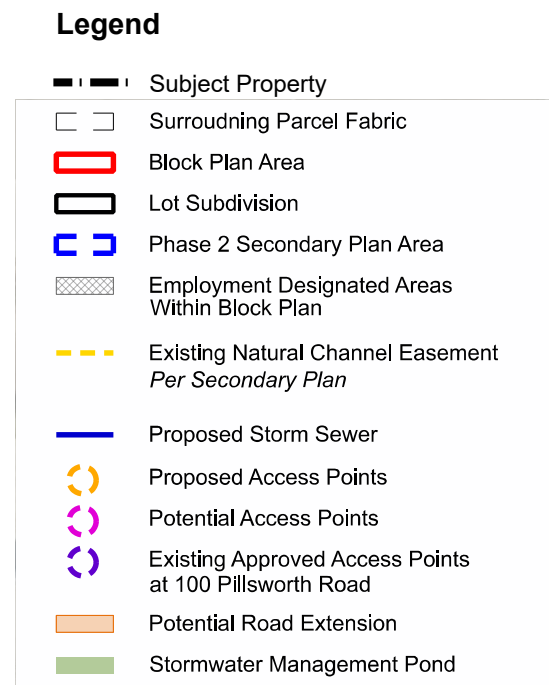 Legend
Subject Property
Surroudning Parcel Fabric
Block Plan Area
Lot Subdivision
Phase 2 Secondary Plan Area
Employment Designated Areas
Within Block Plan
Existing Natural Channel Easement
Per Secondary Plan
Proposed Storm Sewer
Proposed Access Points
Potential Access Points
Existing Approved Access Points
at 100 Pillsworth Road
Potential Road Extension
Stormwater Management Pond